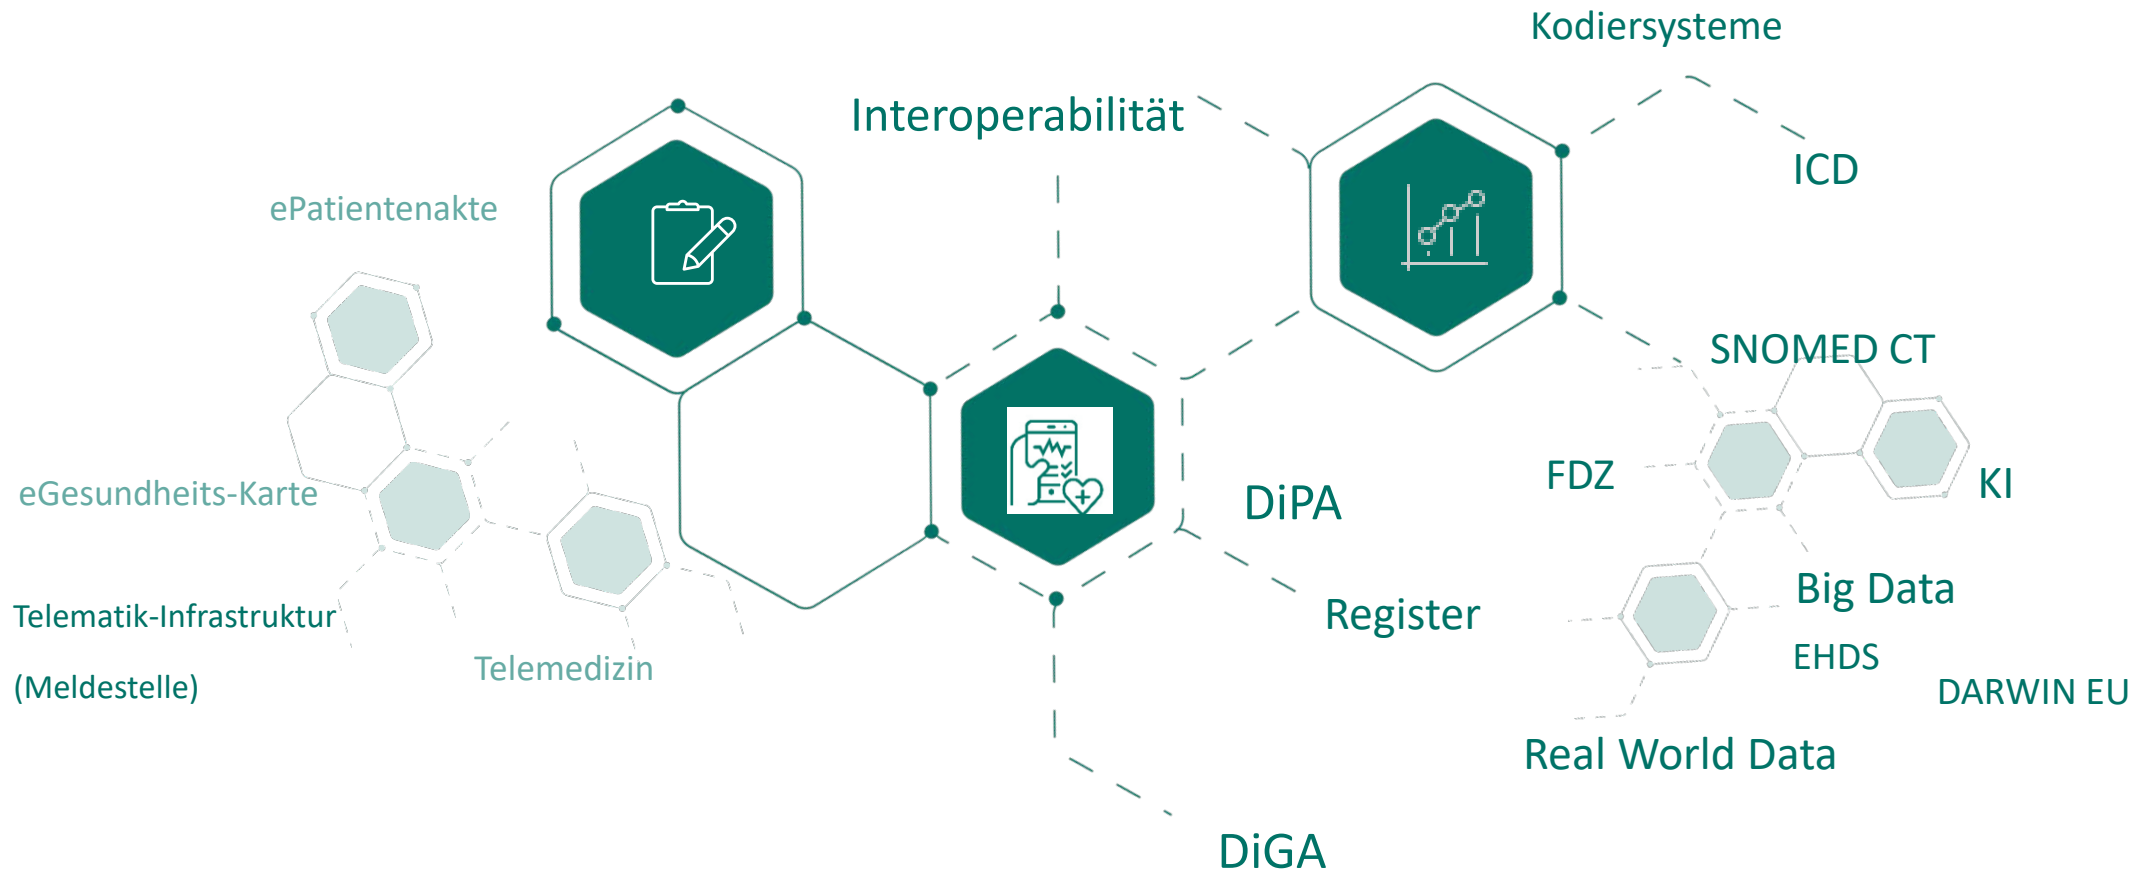 Kodiersysteme
Interoperabilität
ICD
ePatientenakte
SNOMED CT
FDZ
KI
eGesundheits-Karte
DiPA
Big Data
Telematik-Infrastruktur
Register
EHDS
Telemedizin
(Meldestelle)
DARWIN EU
Real World Data
DiGA